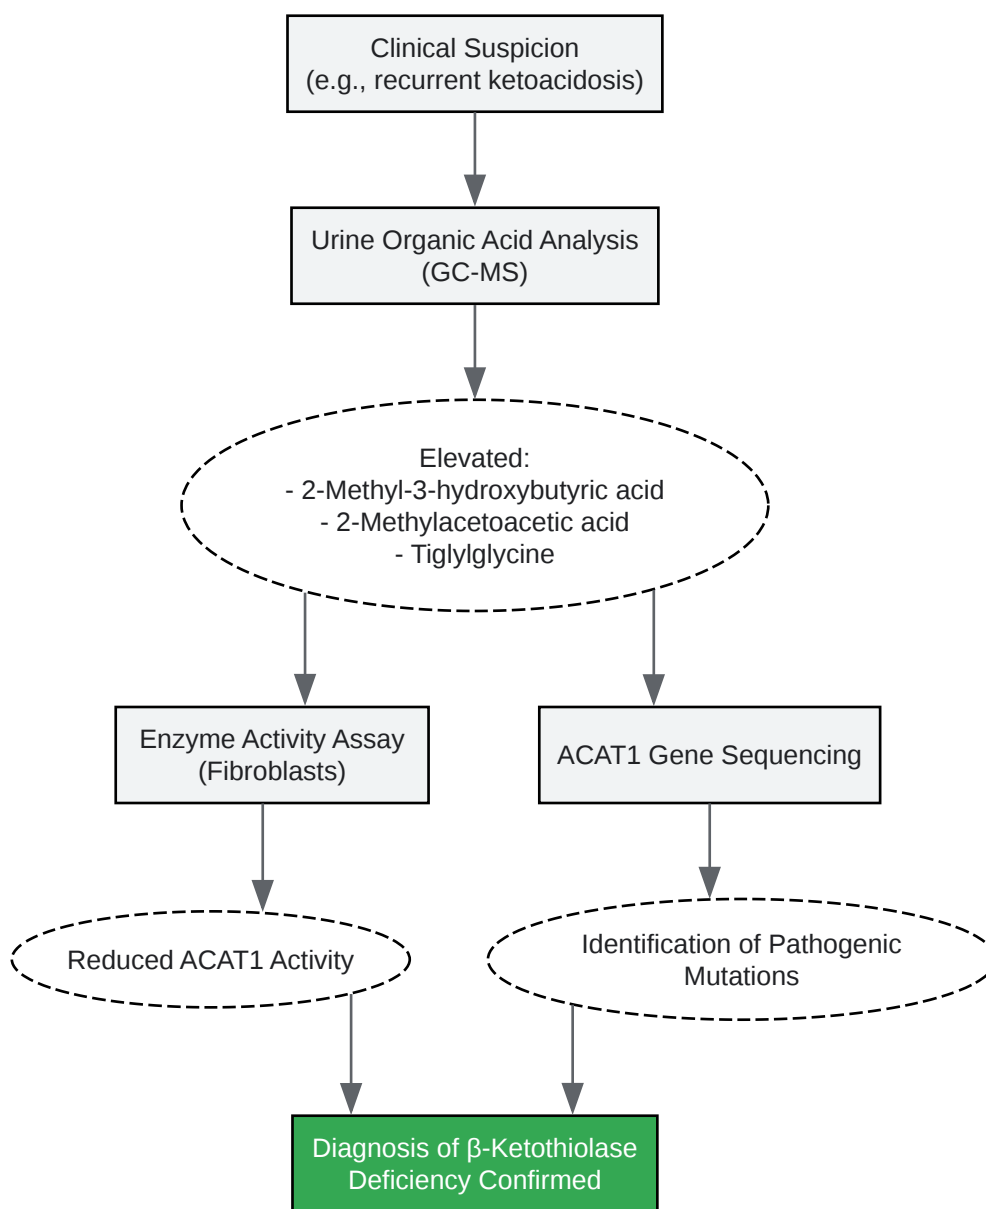 Clinical Suspicion
(e.g., recurrent ketoacidosis)
Urine Organic Acid Analysis
(GC-MS)
Elevated:
- 2-Methyl-3-hydroxybutyric acid
- 2-Methylacetoacetic acid
- Tiglylglycine
Enzyme Activity Assay
(Fibroblasts)
ACAT1 Gene Sequencing
Reduced ACAT1 Activity
Identification of Pathogenic
Mutations
Diagnosis of β-Ketothiolase
Deficiency Confirmed